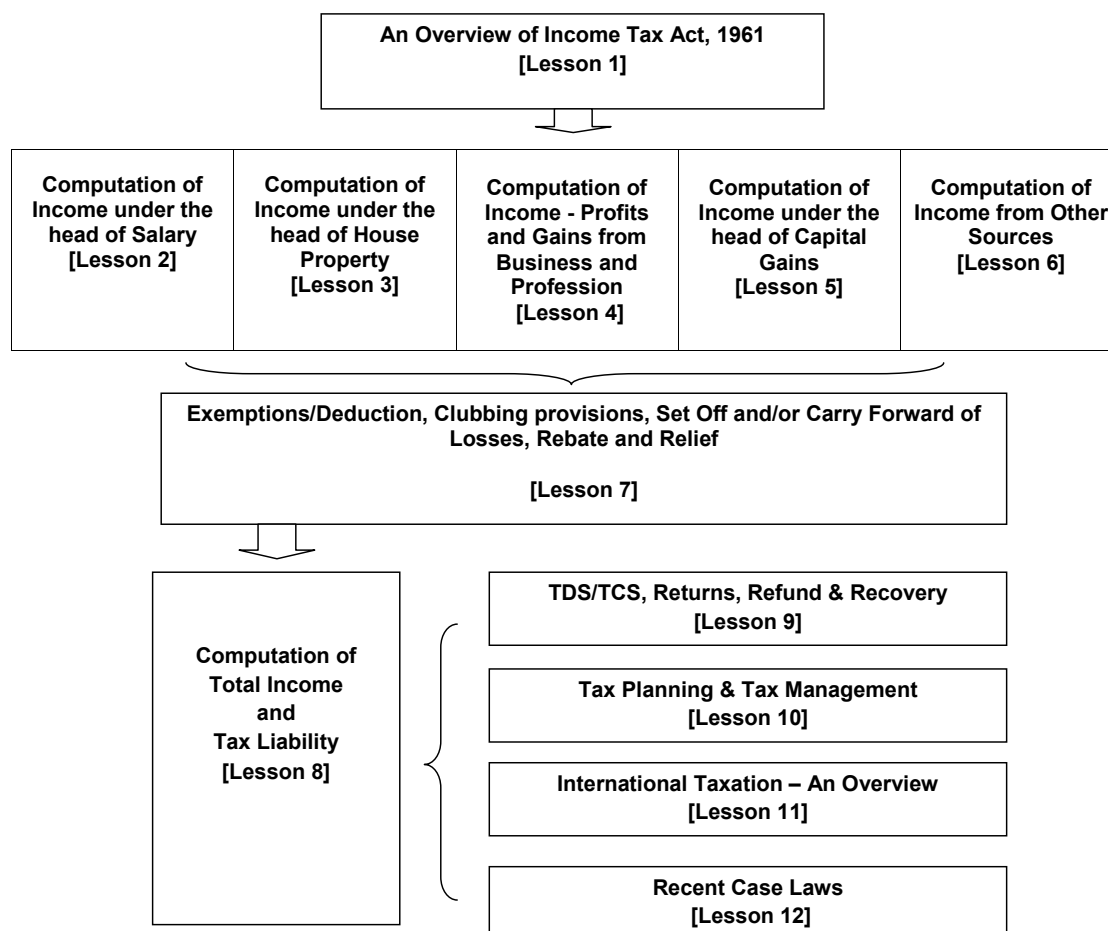 An Overview of Income Tax Act, 1961
[Lesson 1]
Computation of
Income under the
head of Salary
[Lesson 2]
Computation of
Income under the
head of House
Property
[Lesson 3]
Computation of
Income - Profits
and Gains from
Business and
Profession
[Lesson 4]
Computation of
Income under the
head of Capital
Gains
[Lesson 5]
Computation of
Income from Other
Sources
[Lesson 6]
Exemptions/Deduction, Clubbing provisions, Set Off and/or Carry Forward of
Losses, Rebate and Relief
[Lesson 7]
Computation of
Total Income
and
Tax Liability
[Lesson 8]
TDS/TCS, Returns, Refund & Recovery
[Lesson 9]
Tax Planning & Tax Management
[Lesson 10]
International Taxation – An Overview
[Lesson 11]
Recent Case Laws
[Lesson 12]